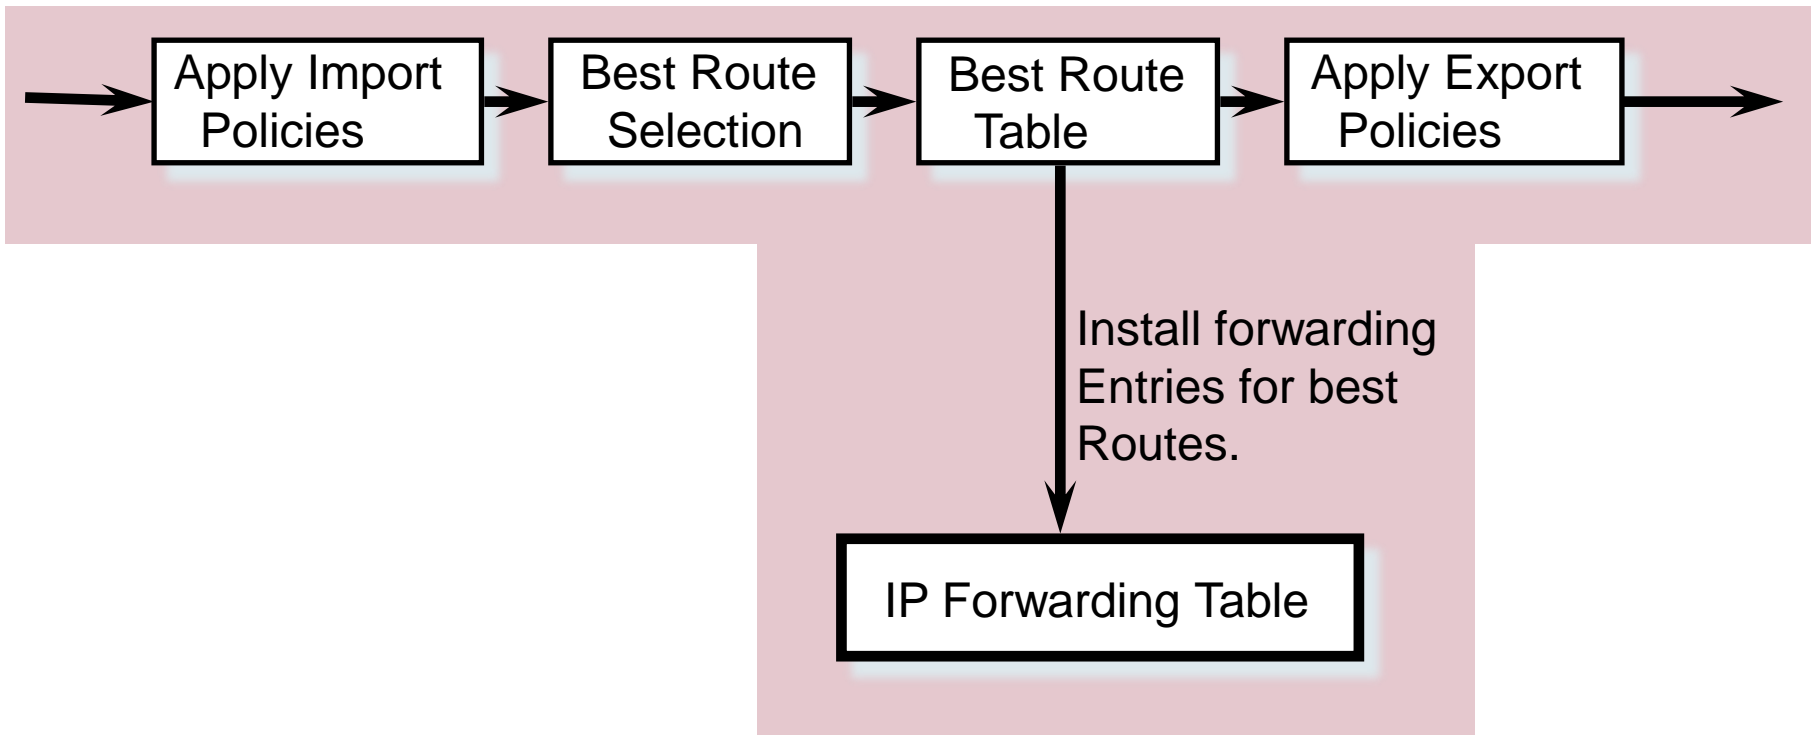 Apply Import
Policies
Best Route
Selection
Best Route
Table
Apply Export
Policies
Install forwarding
Entries for best
Routes.
IP Forwarding Table